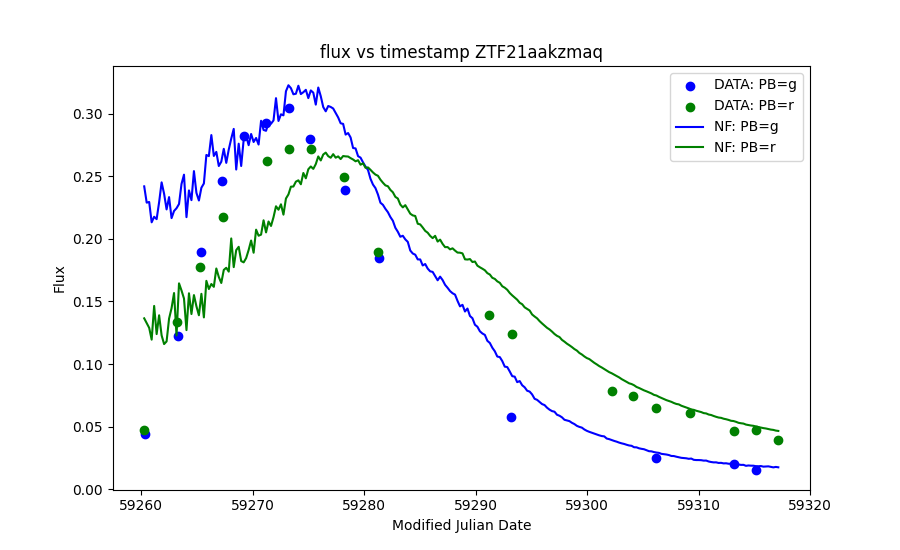 flux vs timestamp ZTF21aakzmaq
DATA: PB=g
DATA: PB=r
NF: PB=g
NF: PB=r
0.30
0.25
0.20
0.15
0.10
0.05
0.00
Flux
59260 59270 59280 59290 59300 59310 59320
Modified Julian Date